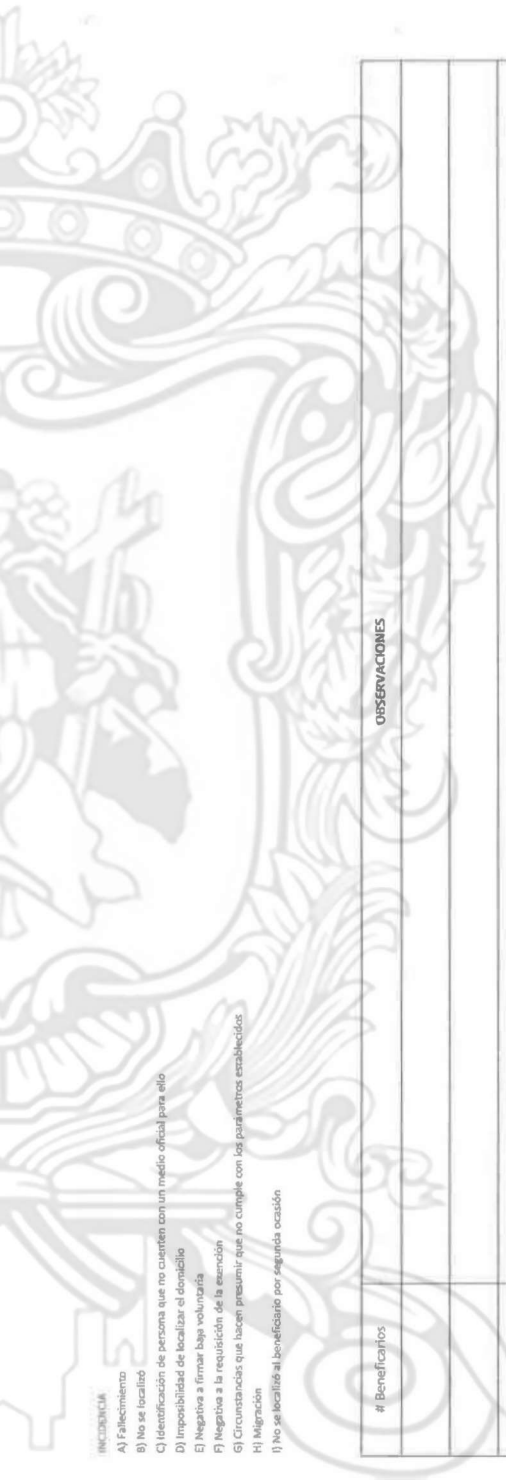 INCIDENCIA
A) Fallecimiento
B) No se localizó
C) Identificación de persona que no cuenten con un medio oficial para ello
D) Imposibilidad de localizar el domicilio
E) Negativa a firmar baja voluntaria
F) Negativa a la requisición de la exención
G) Circunstancias que hacen presumir que no cumple con los parámetros establecidos
H) Migración
I) No se localizó al beneficiario por segunda ocasión
# Beneficarios
OBSERVACIONES